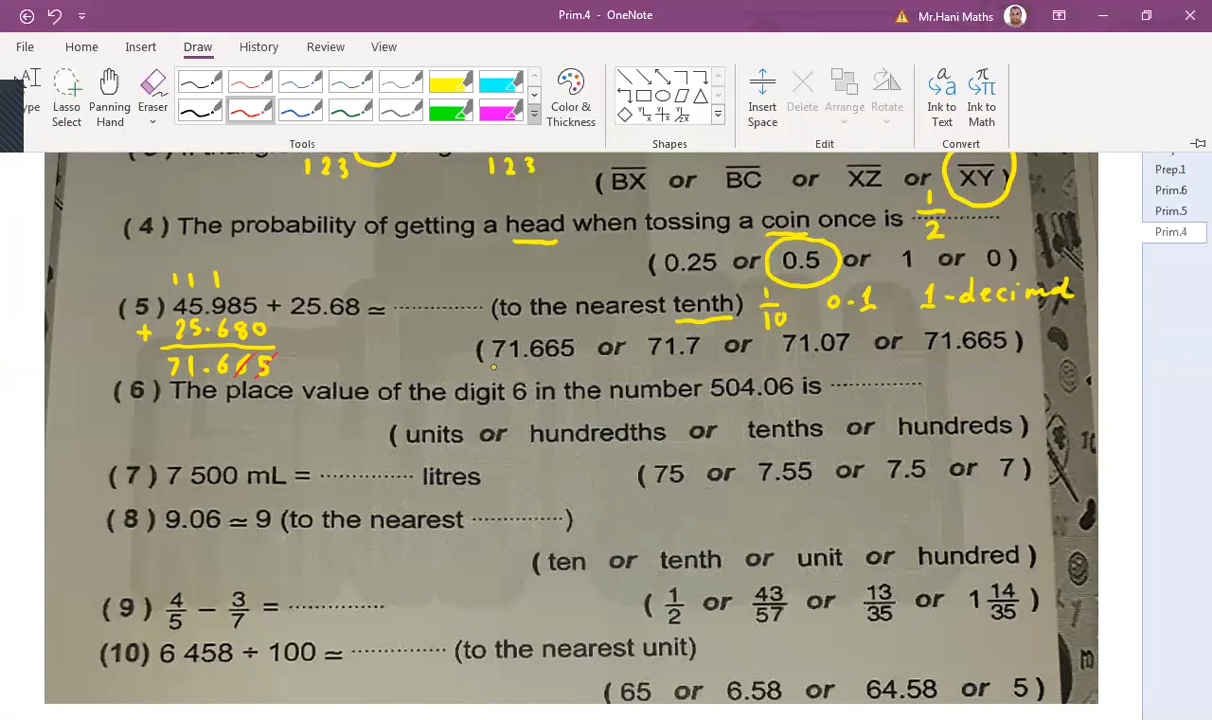 Prim.4 - OneNote
Mr.Hani Maths
File Home Insert Draw History Review View
Type Lasso Select Panning Hand Eraser Color & Thickness Insert Space Delete Arrange Rotate Ink to Text Ink to Math
Tools Shapes Edit Convert
Prep.1
Prim.6
Prim.5
Prim.4
1 2 3 1 2 3
( BX or BC or XZ or XY )
( 4 ) The probability of getting a head when tossing a coin once is 1/2
( 0.25 or 0.5 or 1 or 0 )
1 1 1
( 5 ) 45.985 + 25.68 ≃ ............... (to the nearest tenth) 1/10 0.1 1-decimal
+ 25.680
71.665
( 71.665 or 71.7 or 71.07 or 71.665 )
( 6 ) The place value of the digit 6 in the number 504.06 is ...............
( units or hundredths or tenths or hundreds )
( 7 ) 7 500 mL = ............... litres ( 75 or 7.55 or 7.5 or 7 )
( 8 ) 9.06 ≃ 9 (to the nearest ...............)
( ten or tenth or unit or hundred )
( 9 ) 4/5 − 3/7 = ............... ( 1/2 or 43/57 or 13/35 or 1 14/35 )
(10) 6 458 ÷ 100 ≃ ............... (to the nearest unit)
( 65 or 6.58 or 64.58 or 5 )